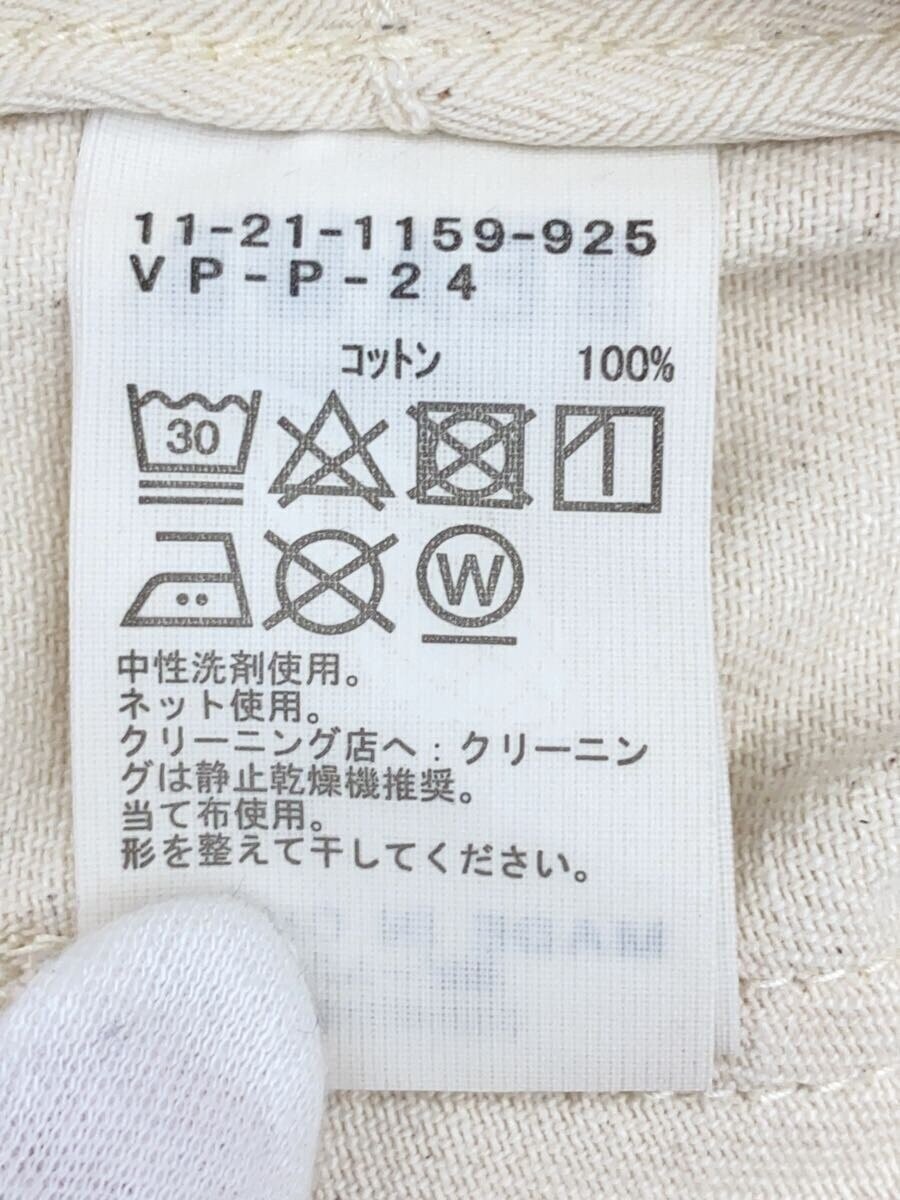 11-21-1159-925
VP-P-24
コットン 100%
30
W
中性洗剤使用。
ネット使用。
クリーニング店へ:クリーニン
グは静止乾燥機推奨。
当て布使用。
形を整えて干してください。